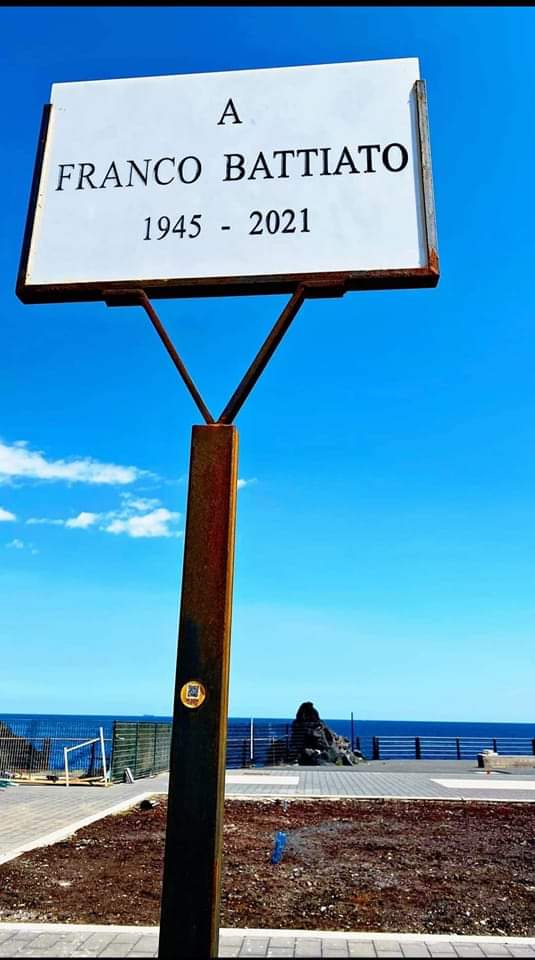 A
FRANCO BATTIATO
1945 - 2021